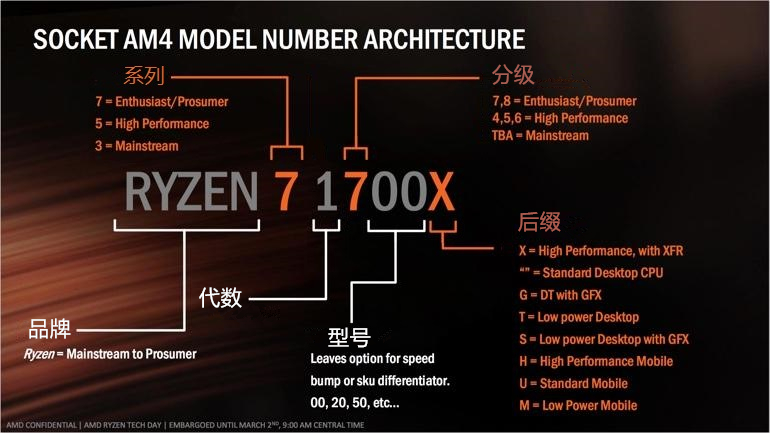 SOCKET AM4 MODEL NUMBER ARCHITECTURE
系列
7 = Enthusiast/Prosumer
5 = High Performance
3 = Mainstream
分级
7,8 = Enthusiast/Prosumer
4,5,6 = High Performance
TBA = Mainstream
RYZEN 7 1700X
后缀
X = High Performance, with XFR
“” = Standard Desktop CPU
G = DT with GFX
T = Low power Desktop
S = Low power Desktop with GFX
H = High Performance Mobile
U = Standard Mobile
M = Low Power Mobile
代数
品牌
Ryzen = Mainstream to Prosumer
型号
Leaves option for speed
bump or sku differentiator.
00, 20, 50, etc...
AMD CONFIDENTIAL | AMD RYZEN TECH DAY | EMBARGOED UNTIL MARCH 2ND, 9:00 AM CENTRAL TIME